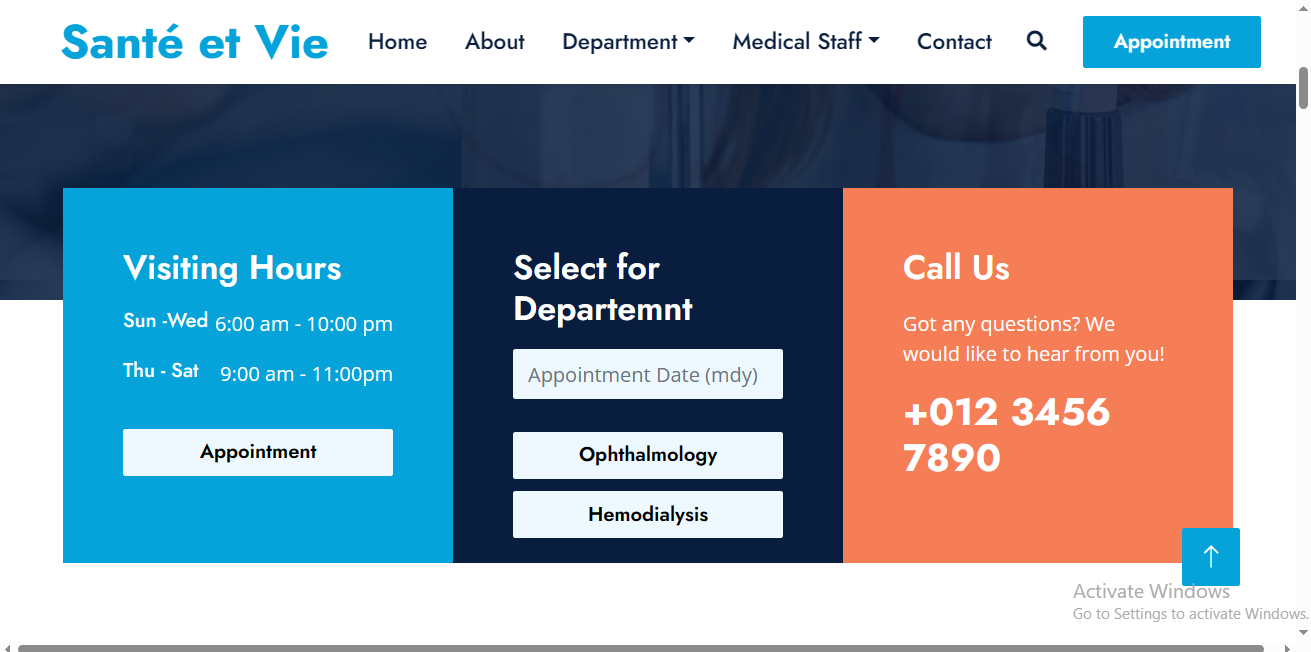 Santé et Vie
Home
About
Department
Medical Staff
Contact
Appointment
Visiting Hours
Sun -Wed 6:00 am - 10:00 pm
Thu - Sat 9:00 am - 11:00pm
Appointment
Select for
Departemnt
Appointment Date (mdy)
Ophthalmology
Hemodialysis
Call Us
Got any questions? We
would like to hear from you!
+012 3456
7890
Activate Windows
Go to Settings to activate Windows.